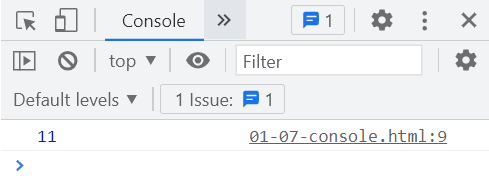 Console 1
top Filter
Default levels 1 Issue: 1
11 01-07-console.html:9